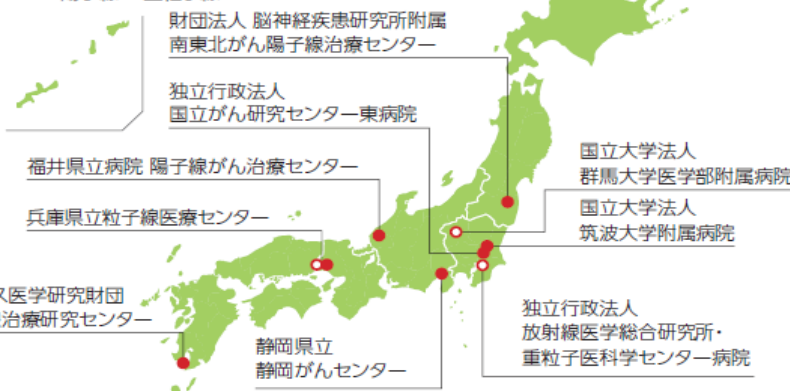 財団法人 脳神経疾患研究所附属
南東北がん陽子線治療センター
独立行政法人
国立がん研究センター東病院
福井県立病院 陽子線がん治療センター
兵庫県立粒子線医療センター
ス医学研究財団
治療研究センター
静岡県立
静岡がんセンター
国立大学法人
群馬大学医学部附属病院
国立大学法人
筑波大学附属病院
独立行政法人
放射線医学総合研究所・
重粒子医科学センター病院